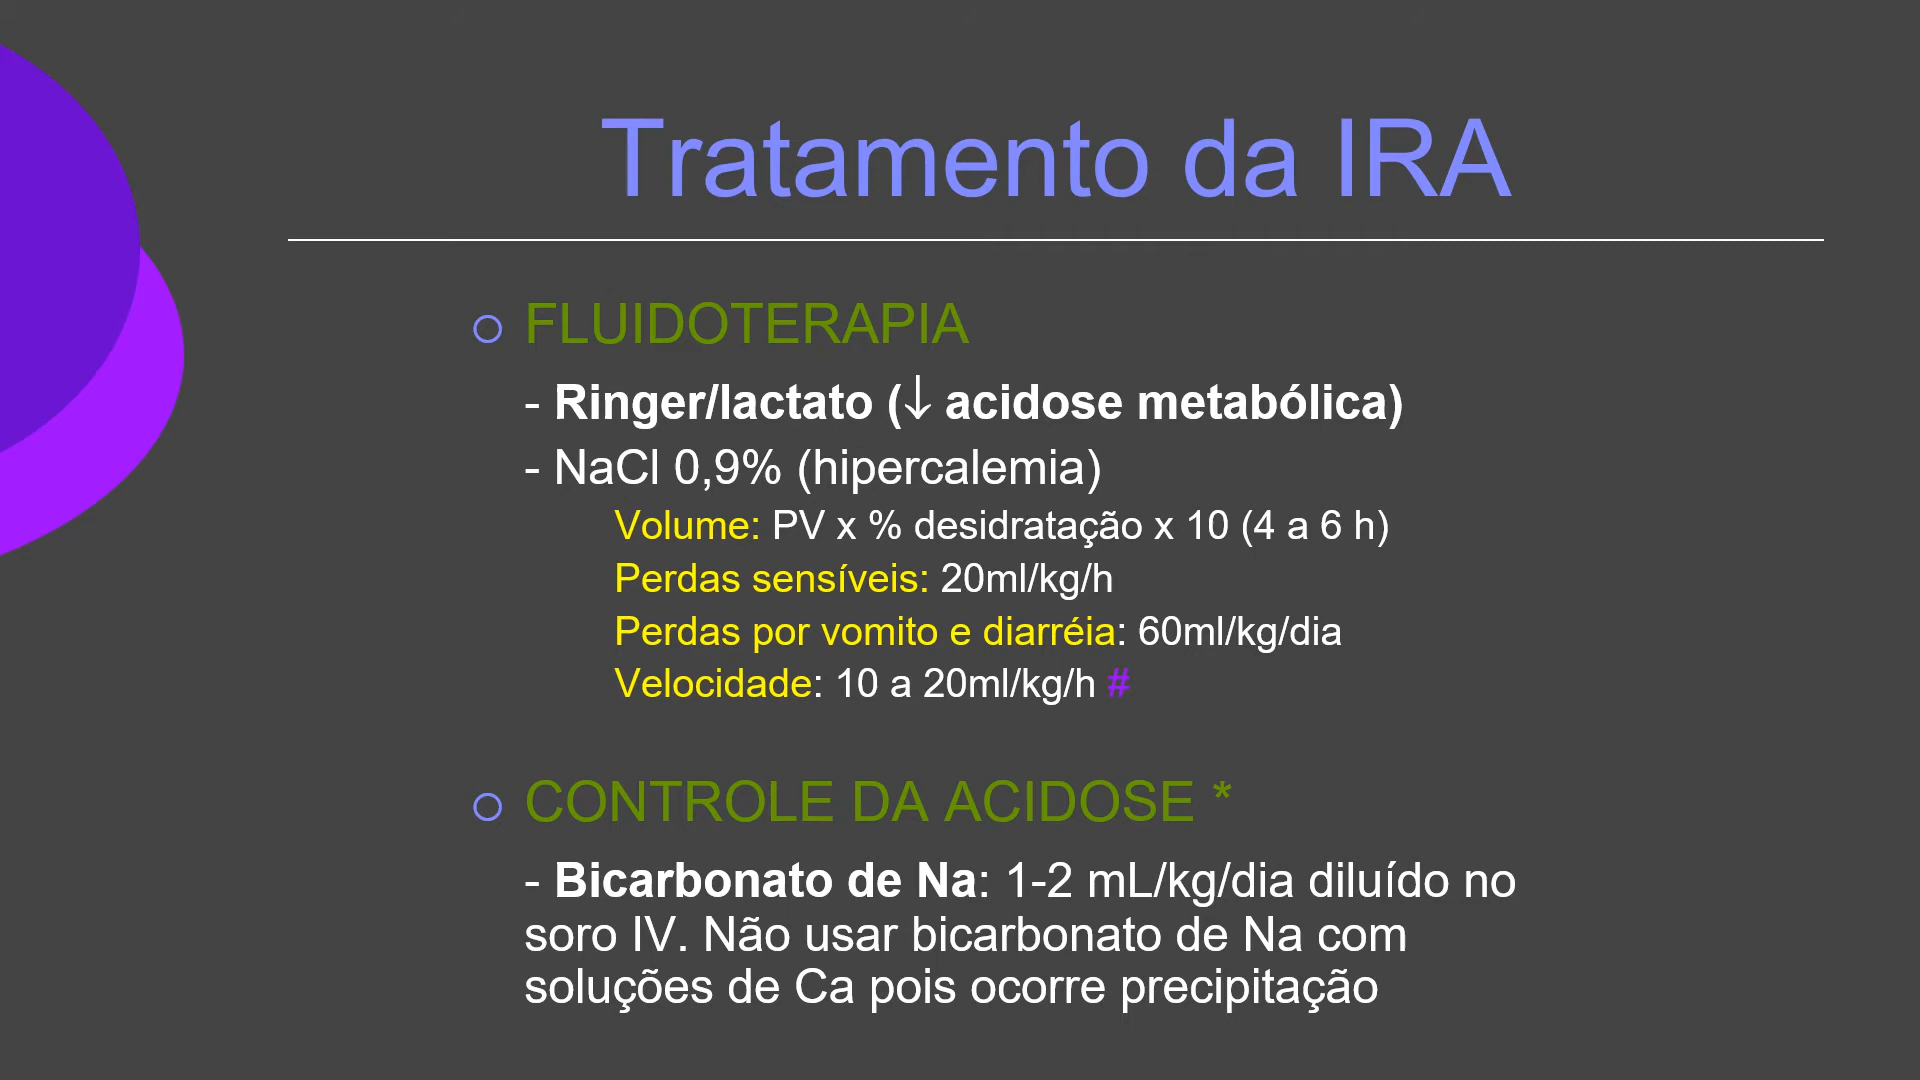 Tratamento da IRA
FLUIDOTERAPIA
- Ringer/lactato (↓ acidose metabólica)
- NaCl 0,9% (hipercalemia)
Volume: PV x % desidratação x 10 (4 a 6 h)
Perdas sensíveis: 20ml/kg/h
Perdas por vomito e diarréia: 60ml/kg/dia
Velocidade: 10 a 20ml/kg/h #
CONTROLE DA ACIDOSE *
- Bicarbonato de Na: 1-2 mL/kg/dia diluído no
soro IV. Não usar bicarbonato de Na com
soluções de Ca pois ocorre precipitação